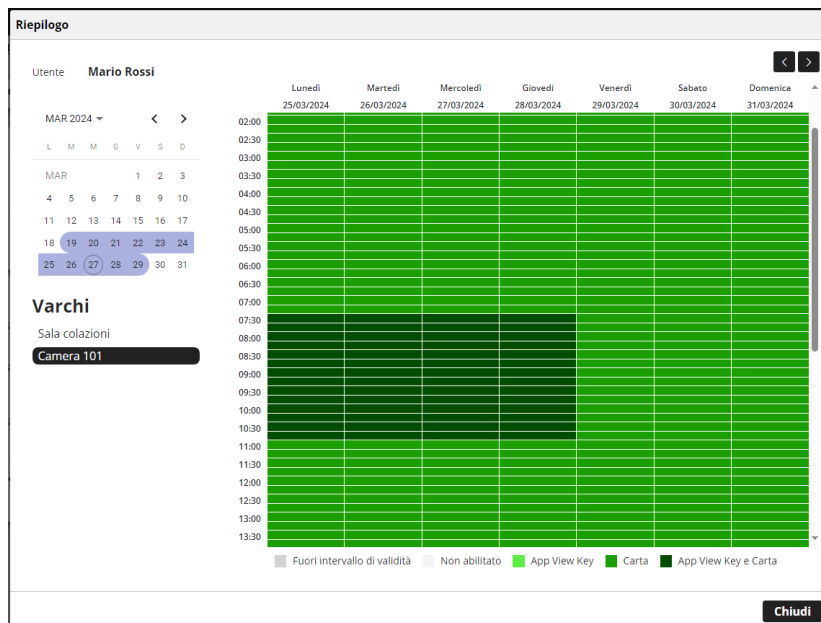 Riepilogo
Utente Mario Rossi
MAR 2024
L M M G V S D
MAR 1 2 3
4 5 6 7 8 9 10
11 12 13 14 15 16 17
18 19 20 21 22 23 24
25 26 27 28 29 30 31
Varchi
Sala colazioni
Camera 101
Lunedì Martedì Mercoledì Giovedì Venerdì Sabato Domenica
25/03/2024 26/03/2024 27/03/2024 28/03/2024 29/03/2024 30/03/2024 31/03/2024
02:00
02:30
03:00
03:30
04:00
04:30
05:00
05:30
06:00
06:30
07:00
07:30
08:00
08:30
09:00
09:30
10:00
10:30
11:00
11:30
12:00
12:30
13:00
13:30
Fuori intervallo di validità Non abilitato App View Key Carta App View Key e Carta
Chiudi